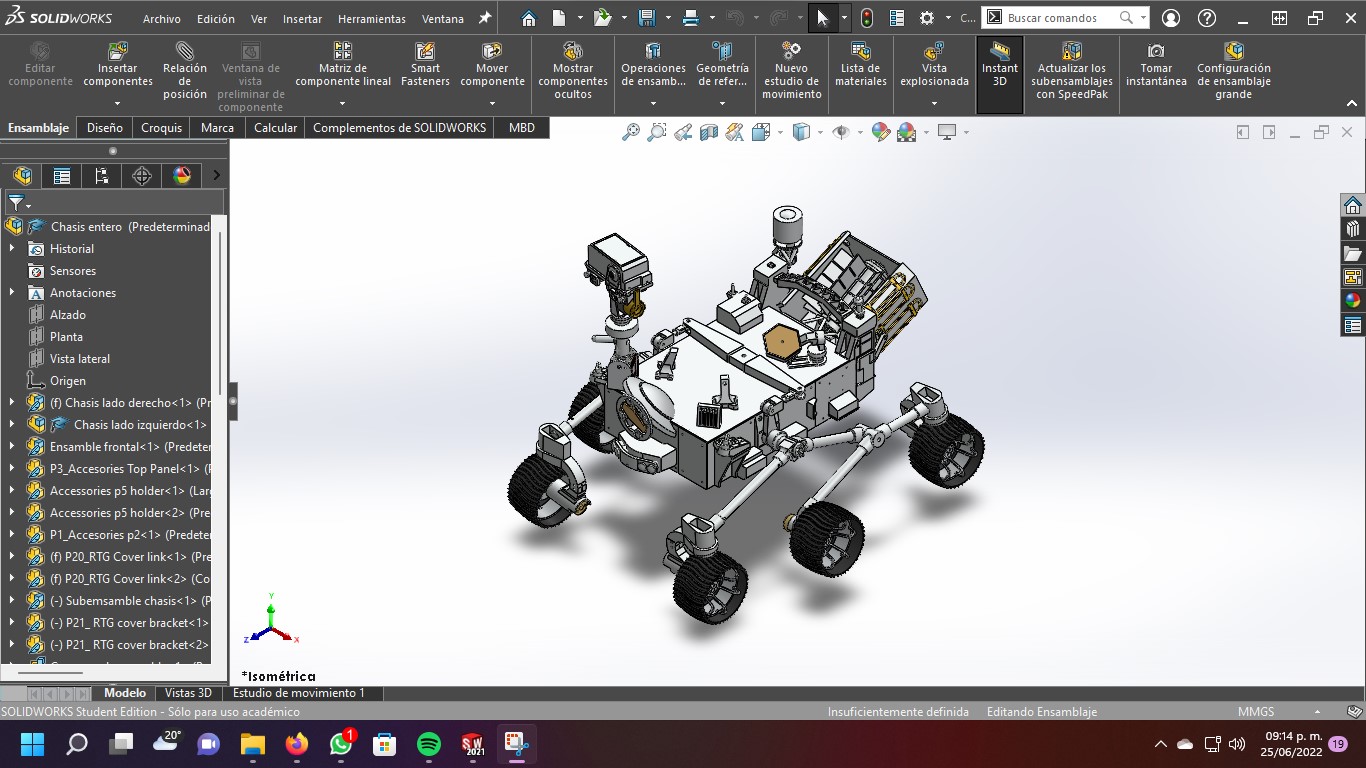 SOLIDWORKS Archivo Edición Ver Insertar Herramientas Ventana C... Buscar comandos
Editar componente
Insertar componentes
Relación de posición
Ventana de vista preliminar de componente
Matriz de componente lineal
Smart Fasteners
Mover componente
Mostrar componentes ocultos
Operaciones de ensamb...
Geometría de refer...
Nuevo estudio de movimiento
Lista de materiales
Vista explosionada
Instant 3D
Actualizar los subensamblajes con SpeedPak
Tomar instantánea
Configuración de ensamblaje grande
Ensamblaje Diseño Croquis Marca Calcular Complementos de SOLIDWORKS MBD
Chasis entero (Predeterminad
Historial
Sensores
Anotaciones
Alzado
Planta
Vista lateral
Origen
(f) Chasis lado derecho<1> (Pr
Chasis lado izquierdo<1>
Ensamble frontal<1> (Predeter
P3_Accesories Top Panel<1> (F
Accessories p5 holder<1> (Lar
Accessories p5 holder<2> (Pre
P1_Accesories p2<1> (Predeter
(f) P20_RTG Cover link<1> (Pre
(f) P20_RTG Cover link<2> (Co
(-) Subemsamble chasis<1> (P
(-) P21_ RTG cover bracket<1>
(-) P21_ RTG cover bracket<2>
Y
Z
X
*Isométrica
Modelo Vistas 3D Estudio de movimiento 1
SOLIDWORKS Student Edition - Sólo para uso académico Insuficientemente definida Editando Ensamblaje MMGS
20°
1
SW 2021
09:14 p. m.
25/06/2022
19